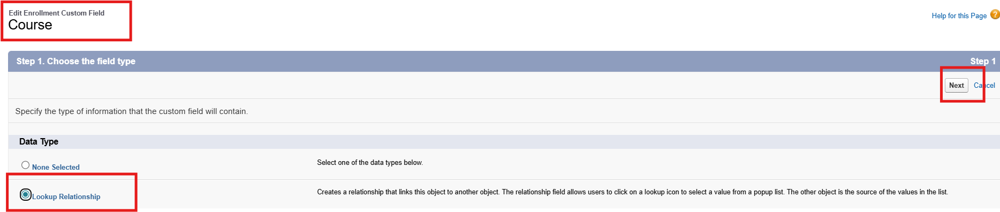 Edit Enrollment Custom Field
Course
Help for this Page ?
Step 1. Choose the field type
Step 1
Next Cancel
Specify the type of information that the custom field will contain.
Data Type
None Selected
Select one of the data types below.
Lookup Relationship
Creates a relationship that links this object to another object. The relationship field allows users to click on a lookup icon to select a value from a popup list. The other object is the source of the values in the list.